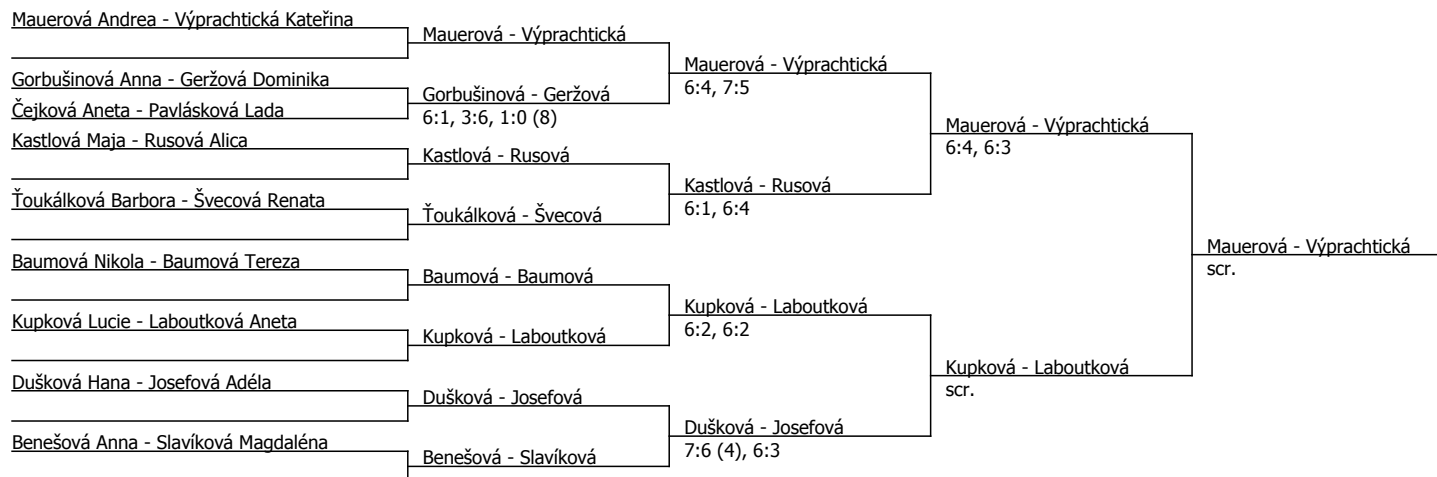 Mauerová Andrea - Výprachtická Kateřina
Mauerová - Výprachtická
Mauerová - Výprachtická
6:4, 7:5
Gorbušinová Anna - Geržová Dominika
Gorbušinová - Geržová
6:1, 3:6, 1:0 (8)
Čejková Aneta - Pavlásková Lada
Mauerová - Výprachtická
6:4, 6:3
Kastlová Maja - Rusová Alica
Kastlová - Rusová
Kastlová - Rusová
6:1, 6:4
Ťoukálková Barbora - Švecová Renata
Ťoukálková - Švecová
Mauerová - Výprachtická
scr.
Baumová Nikola - Baumová Tereza
Baumová - Baumová
Kupková - Laboutková
6:2, 6:2
Kupková Lucie - Laboutková Aneta
Kupková - Laboutková
Kupková - Laboutková
scr.
Dušková Hana - Josefová Adéla
Dušková - Josefová
Dušková - Josefová
7:6 (4), 6:3
Benešová Anna - Slavíková Magdaléna
Benešová - Slavíková